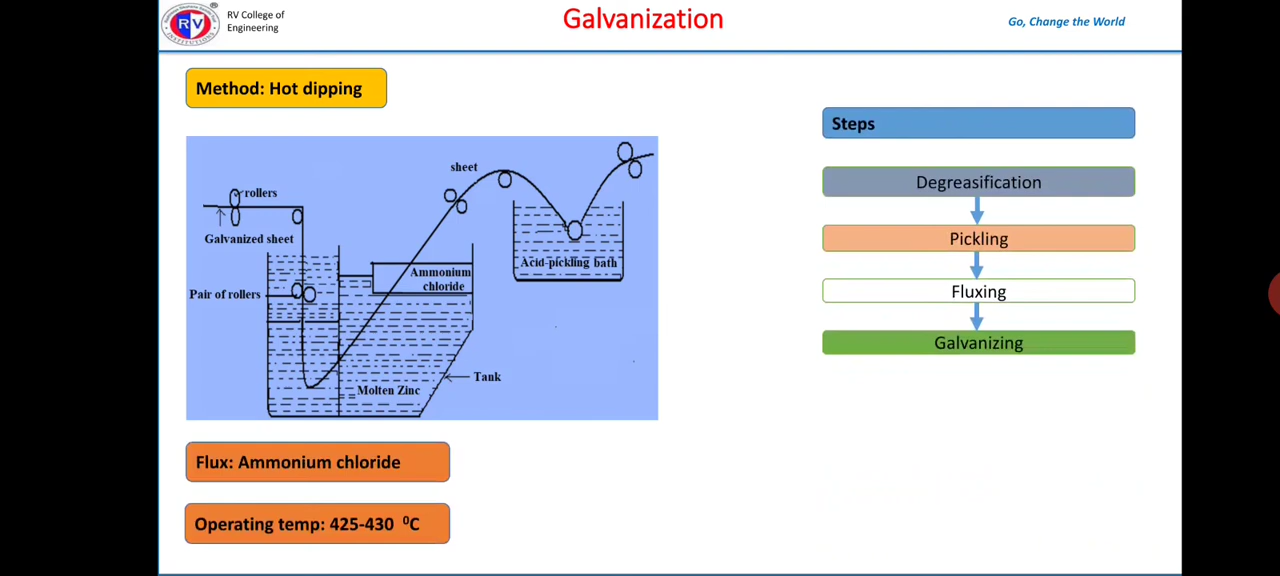 RV College of
Engineering
Galvanization
Go, Change the World
Method: Hot dipping
sheet
rollers
Galvanized sheet
Ammonium
chloride
Acid-pickling bath
Pair of rollers
Tank
Molten Zinc
Flux: Ammonium chloride
Operating temp: 425-430 ⁰C
Steps
Degreasification
Pickling
Fluxing
Galvanizing